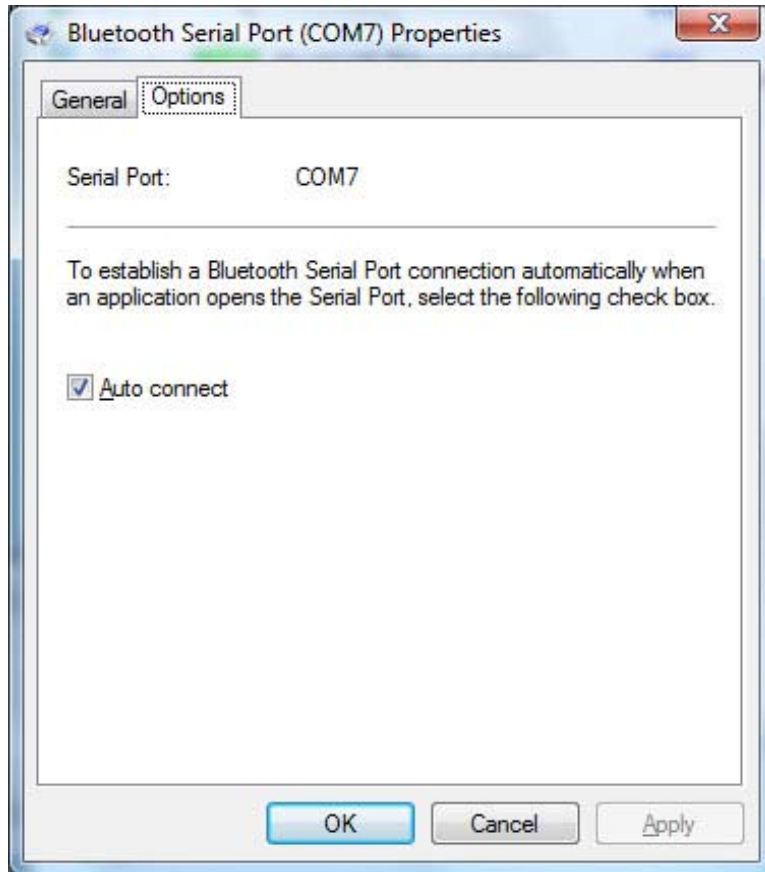 Bluetooth Serial Port (COM7) Properties
General Options
Serial Port: COM7
To establish a Bluetooth Serial Port connection automatically when
an application opens the Serial Port, select the following check box.
Auto connect
OK Cancel Apply